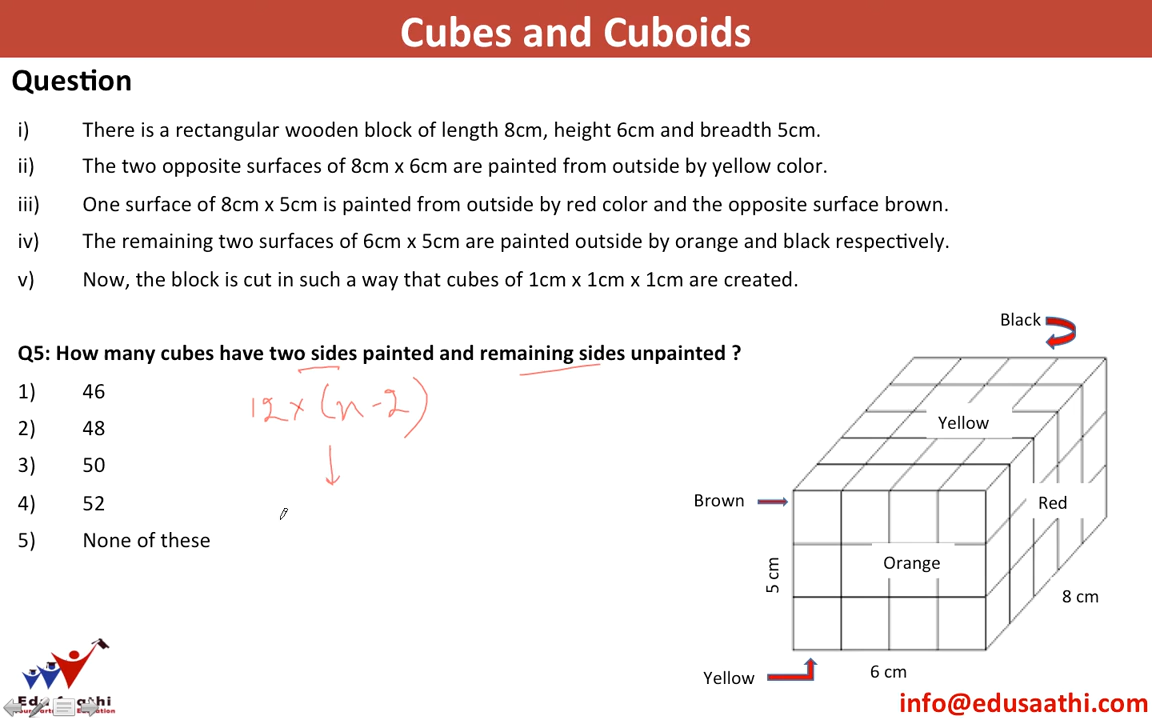 Cubes and Cuboids
Question
i) There is a rectangular wooden block of length 8cm, height 6cm and breadth 5cm.
ii) The two opposite surfaces of 8cm x 6cm are painted from outside by yellow color.
iii) One surface of 8cm x 5cm is painted from outside by red color and the opposite surface brown.
iv) The remaining two surfaces of 6cm x 5cm are painted outside by orange and black respectively.
v) Now, the block is cut in such a way that cubes of 1cm x 1cm x 1cm are created.
Q5: How many cubes have two sides painted and remaining sides unpainted ?
1) 46
2) 48
3) 50
4) 52
5) None of these
12 x (n - 2)
Black
Yellow
Brown
Red
Orange
5 cm
8 cm
6 cm
Yellow
info@edusaathi.com